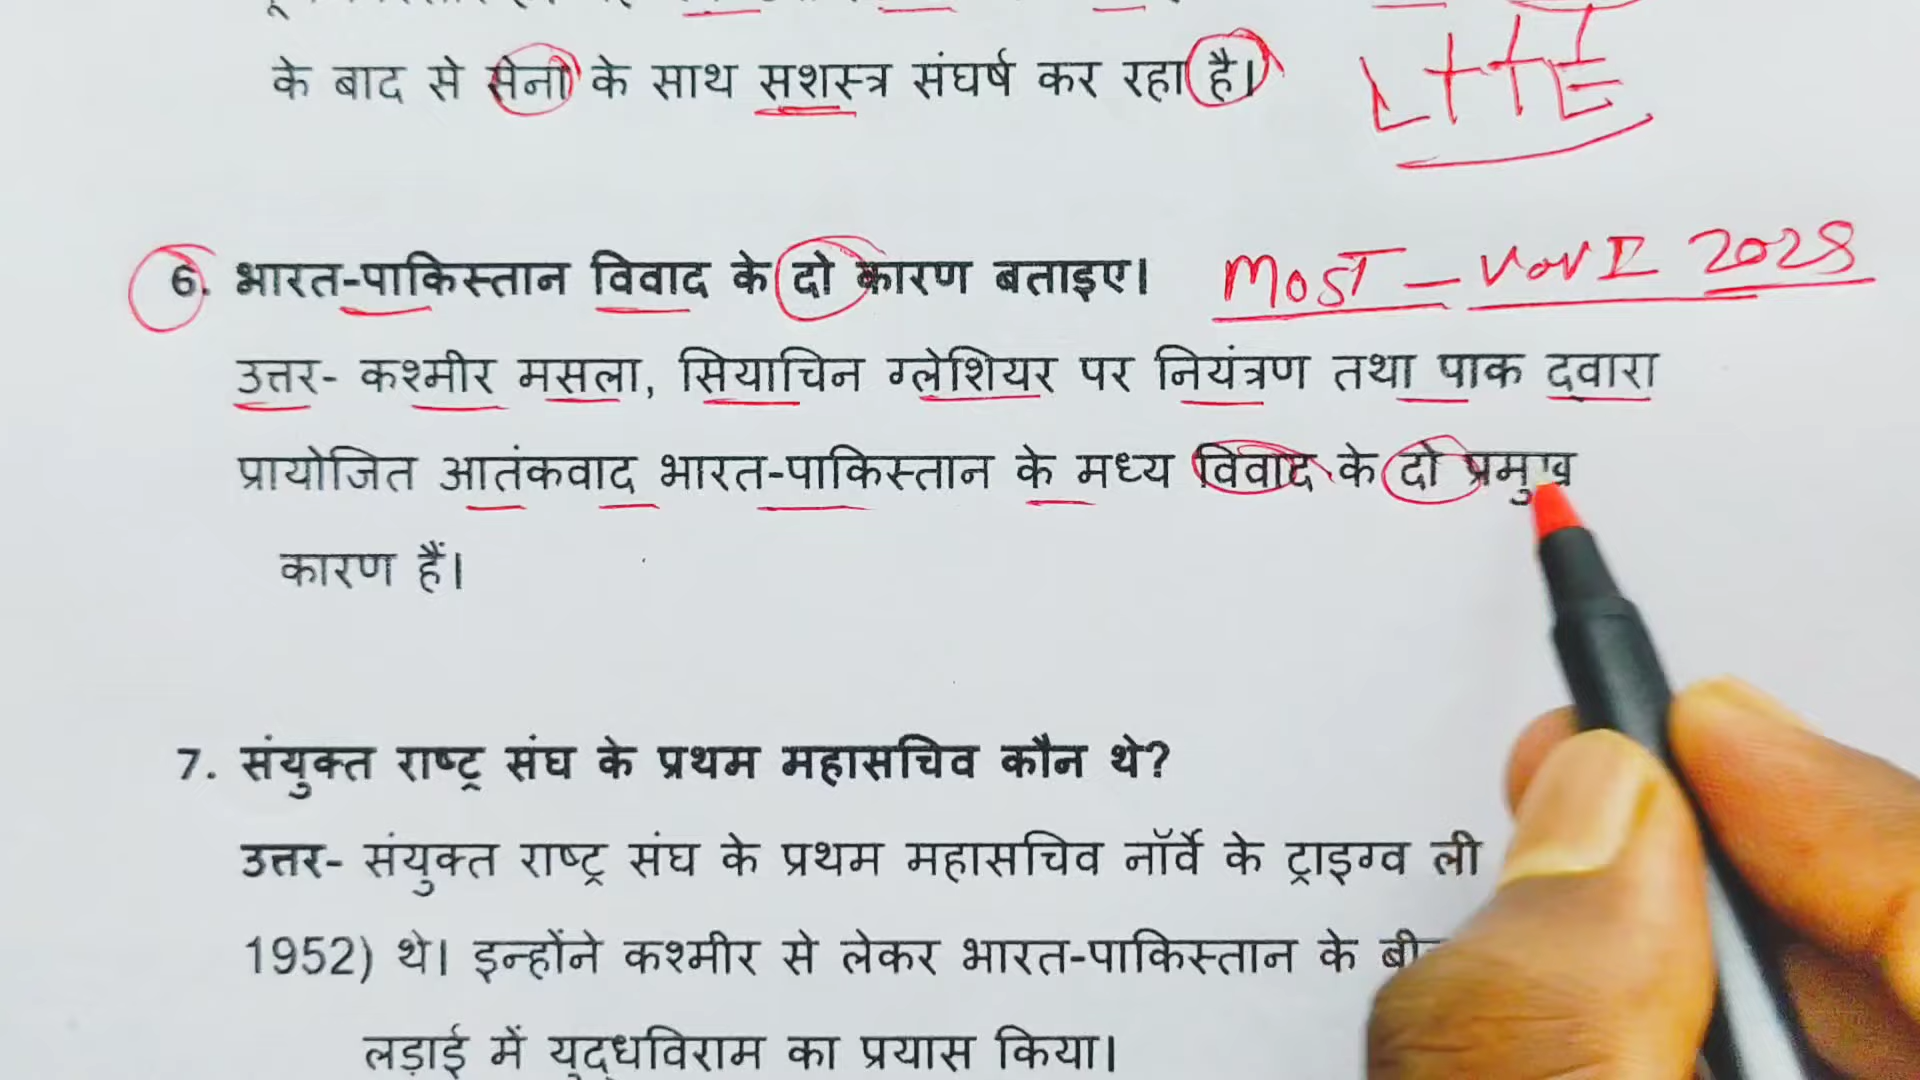 के बाद से सेना के साथ सशस्त्र संघर्ष कर रहा है।
LTTE
6. भारत-पाकिस्तान विवाद के दो कारण बताइए।
MOST - VVVI 2028
उत्तर- कश्मीर मसला, सियाचिन ग्लेशियर पर नियंत्रण तथा पाक दवारा
प्रायोजित आतंकवाद भारत-पाकिस्तान के मध्य विवाद के दो प्रमुख
कारण हैं।
7. संयुक्त राष्ट्र संघ के प्रथम महासचिव कौन थे?
उत्तर- संयुक्त राष्ट्र संघ के प्रथम महासचिव नॉर्वे के ट्राइग्व ली
1952) थे। इन्होंने कश्मीर से लेकर भारत-पाकिस्तान के
लड़ाई में युद्धविराम का प्रयास किया।